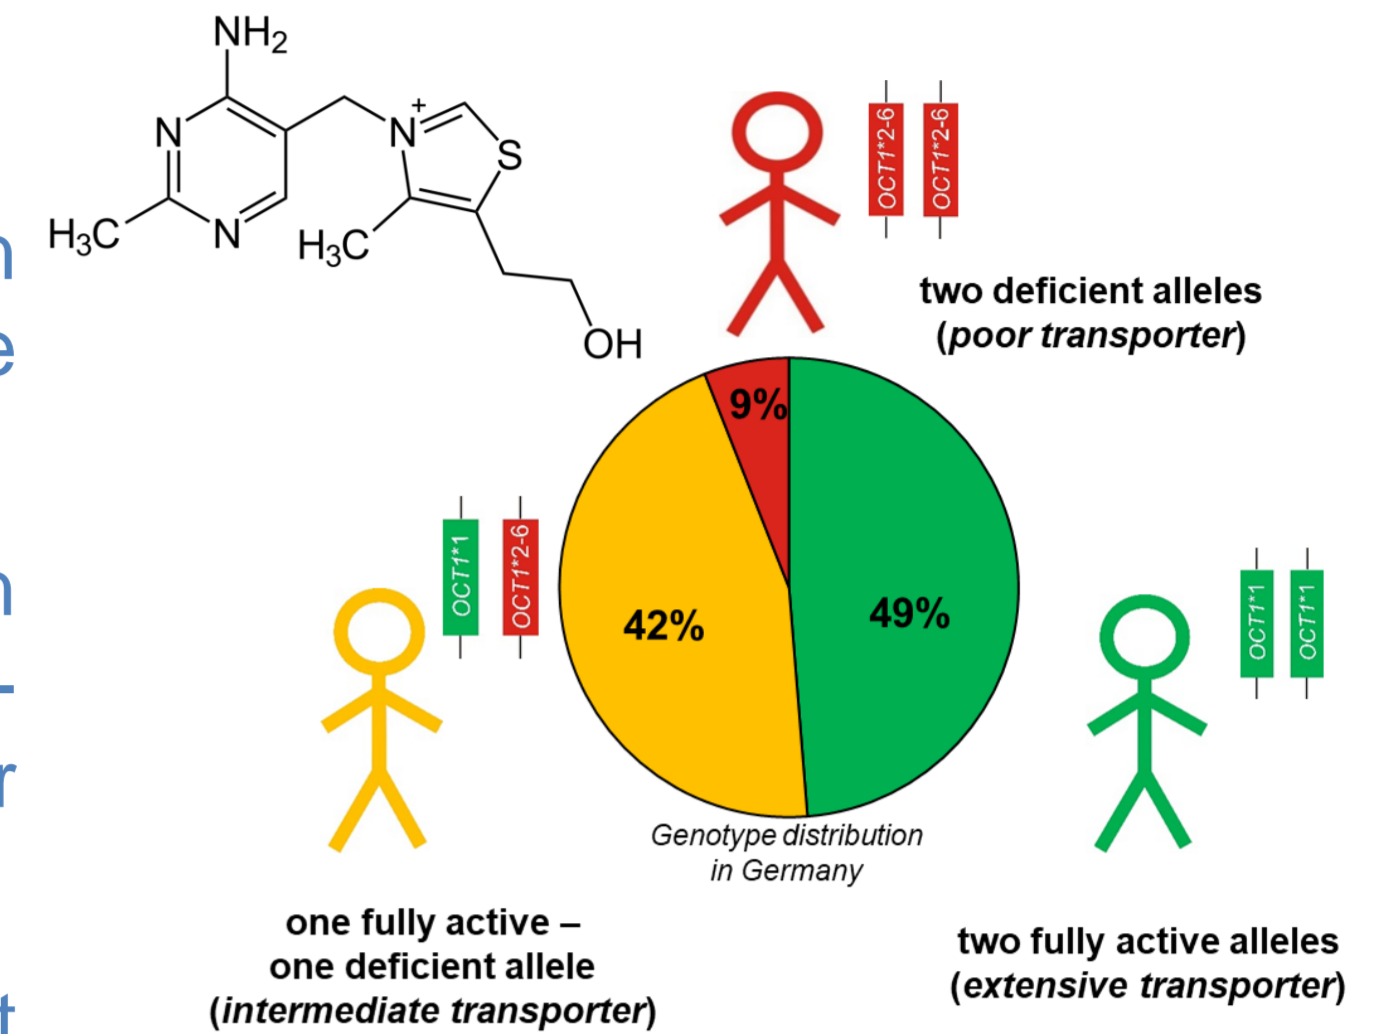 NH2
N
N
H3C
N+
S
H3C
OH
n
e
n
-
r
t
OCT1*2-6
OCT1*2-6
two deficient alleles
(poor transporter)
9%
42%
49%
OCT1*1
OCT1*2-6
OCT1*1
OCT1*1
Genotype distribution
in Germany
one fully active –
one deficient allele
(intermediate transporter)
two fully active alleles
(extensive transporter)